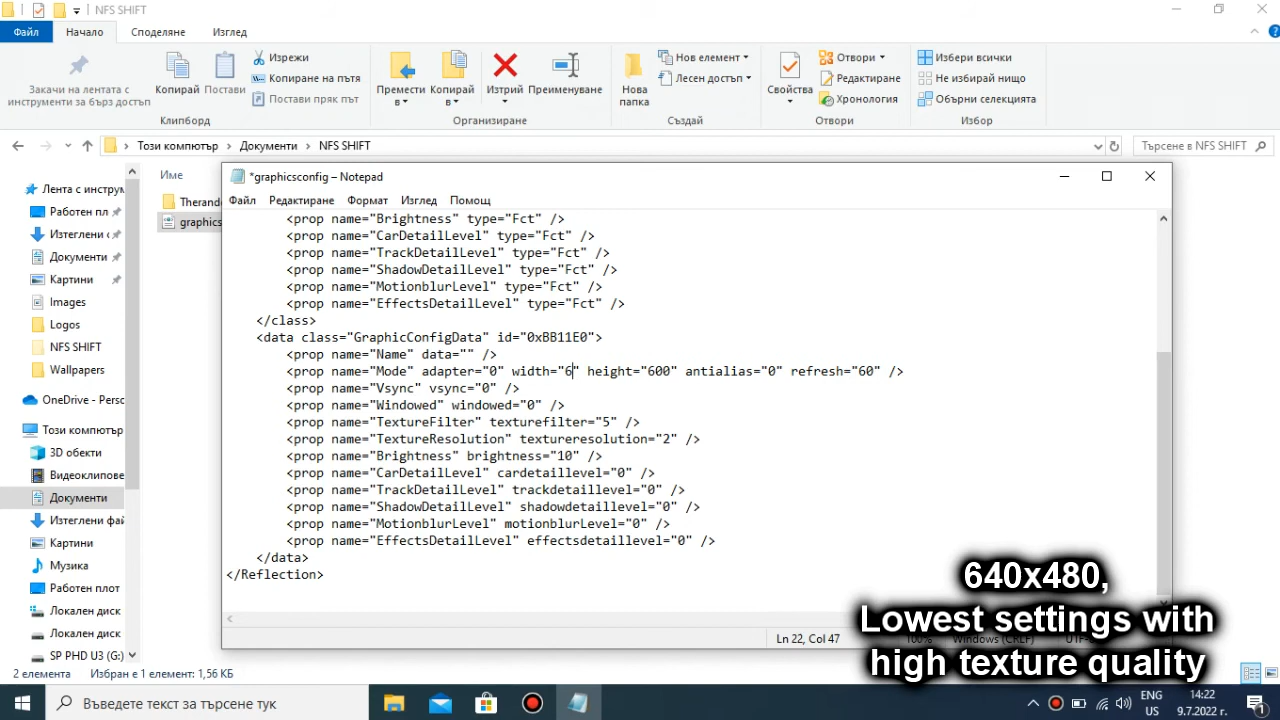 NFS SHIFT
Файл
Начало
Споделяне
Изглед
Закачи на лентата с
инструменти за бърз достъп
Копирай
Постави
Изрежи
Копиране на пътя
Постави пряк път
Клипборд
Премести
в
Копирай
в
Изтрий
Преименуване
Организиране
Нова
папка
Нов елемент
Лесен достъп
Създай
Свойства
Отвори
Редактиране
Хронология
Отвори
Избери всички
Не избирай нищо
Обърни селекцията
Избор
Този компютър
Документи
NFS SHIFT
Търсене в NFS SHIFT
Име
Лента с инструм
Работен пл
Изтеглени
Документи
Картини
Images
Logos
NFS SHIFT
Wallpapers
OneDrive - Perso
Този компютър
3D обекти
Видеоклипове
Документи
Изтеглени фай
Картини
Музика
Работен плот
Локален диск
Локален диск
SP PHD U3 (G:)
Therando
graphics
*graphicsconfig – Notepad
Файл
Редактиране
Формат
Изглед
Помощ
<prop name="Brightness" type="Fct" />
<prop name="CarDetailLevel" type="Fct" />
<prop name="TrackDetailLevel" type="Fct" />
<prop name="ShadowDetailLevel" type="Fct" />
<prop name="MotionblurLevel" type="Fct" />
<prop name="EffectsDetailLevel" type="Fct" />
</class>
<data class="GraphicConfigData" id="0xBB11E0">
<prop name="Name" data="" />
<prop name="Mode" adapter="0" width="6" height="600" antialias="0" refresh="60" />
<prop name="Vsync" vsync="0" />
<prop name="Windowed" windowed="0" />
<prop name="TextureFilter" texturefilter="5" />
<prop name="TextureResolution" textureresolution="2" />
<prop name="Brightness" brightness="10" />
<prop name="CarDetailLevel" cardetaillevel="0" />
<prop name="TrackDetailLevel" trackdetaillevel="0" />
<prop name="ShadowDetailLevel" shadowdetaillevel="0" />
<prop name="MotionblurLevel" motionblurLevel="0" />
<prop name="EffectsDetailLevel" effectsdetaillevel="0" />
</data>
</Reflection>
Ln 22, Col 47
100%
Windows (CRLF)
640x480,
Lowest settings with
high texture quality
2 елемента
Избран е 1 елемент: 1,56 КБ
Въведете текст за търсене тук
ENG
US
14:22
9.7.2022 г.
1